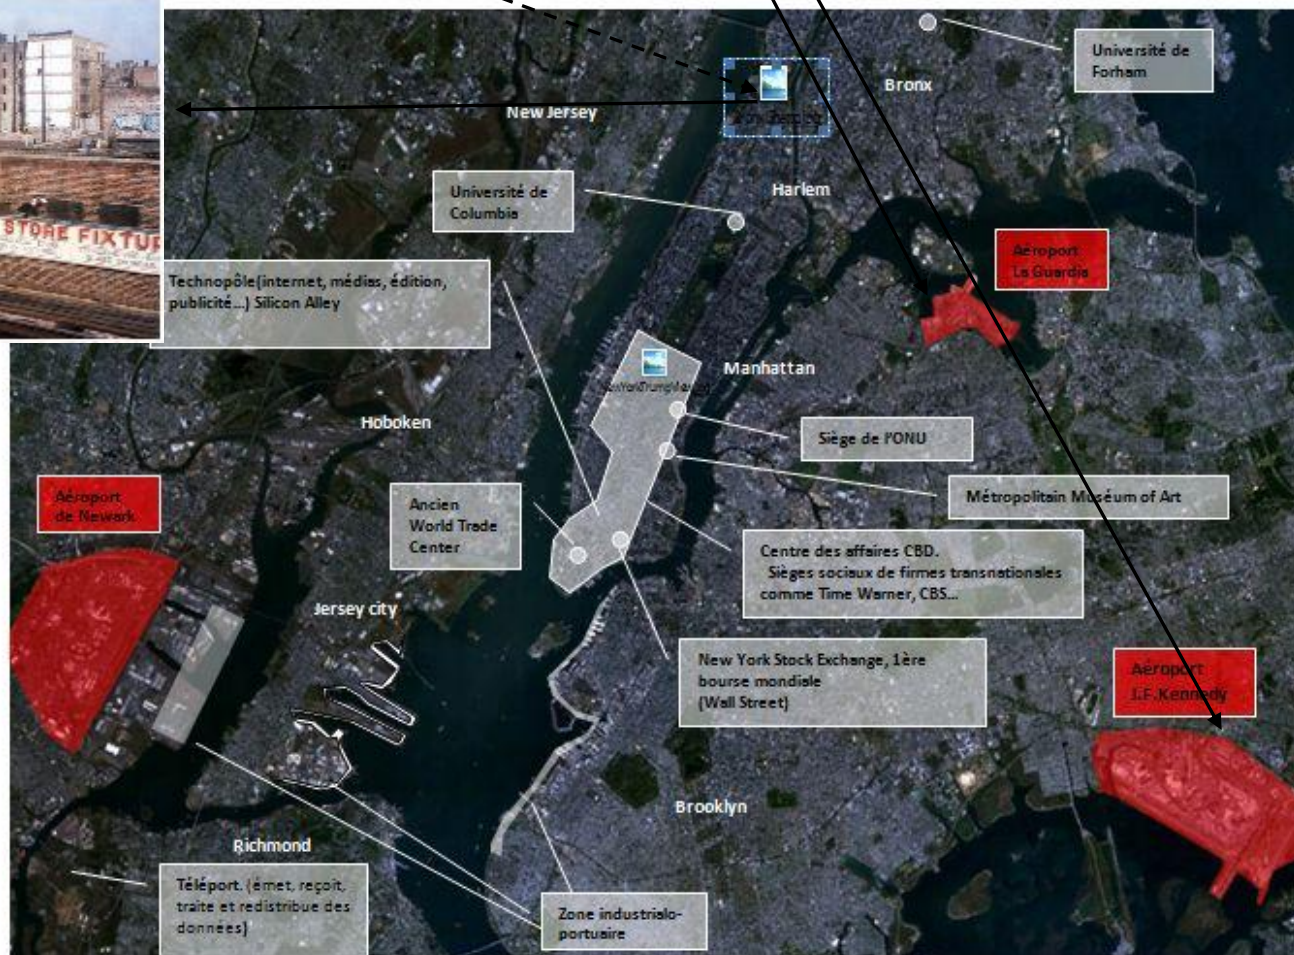 Université de
Forham
Bronx
New Jersey
Harlem
Université de
Columbia
STORE FIXTUR
Aéroport
La Guardia
Technopôle(internet, médias, édition,
publicité...) Silicon Alley
Manhattan
Hoboken
Siège de l'ONU
Aéroport
de Newark
Métropolitain Muséum of Art
Ancien
World Trade
Center
Centre des affaires CBD.
Sièges sociaux de firmes transnationales
comme Time Warner, CBS...
Jersey city
New York Stock Exchange, 1ère
bourse mondiale
(Wall Street)
Aéroport
J.F.Kennedy
Brooklyn
Richmond
Téléport. (émet, reçoit,
traite et redistribue des
données)
Zone industrialo-
portuaire